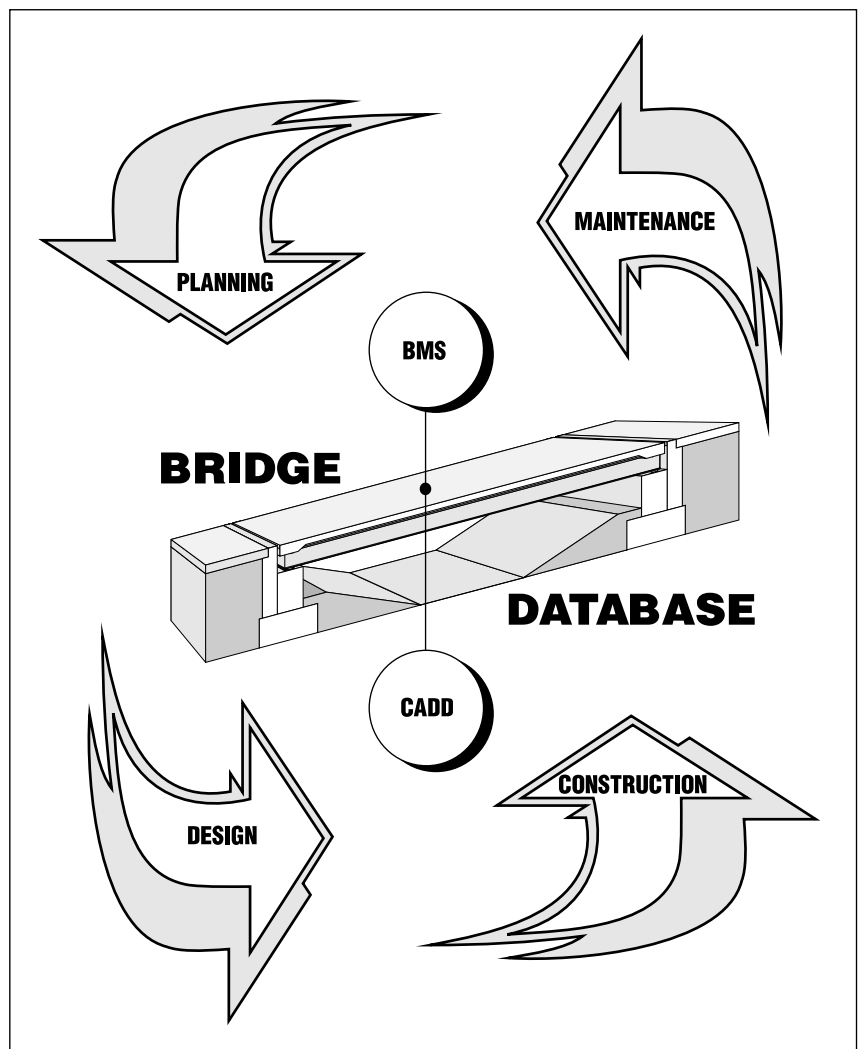 MAINTENANCE
PLANNING
BMS
BRIDGE
DATABASE
CADD
CONSTRUCTION
DESIGN